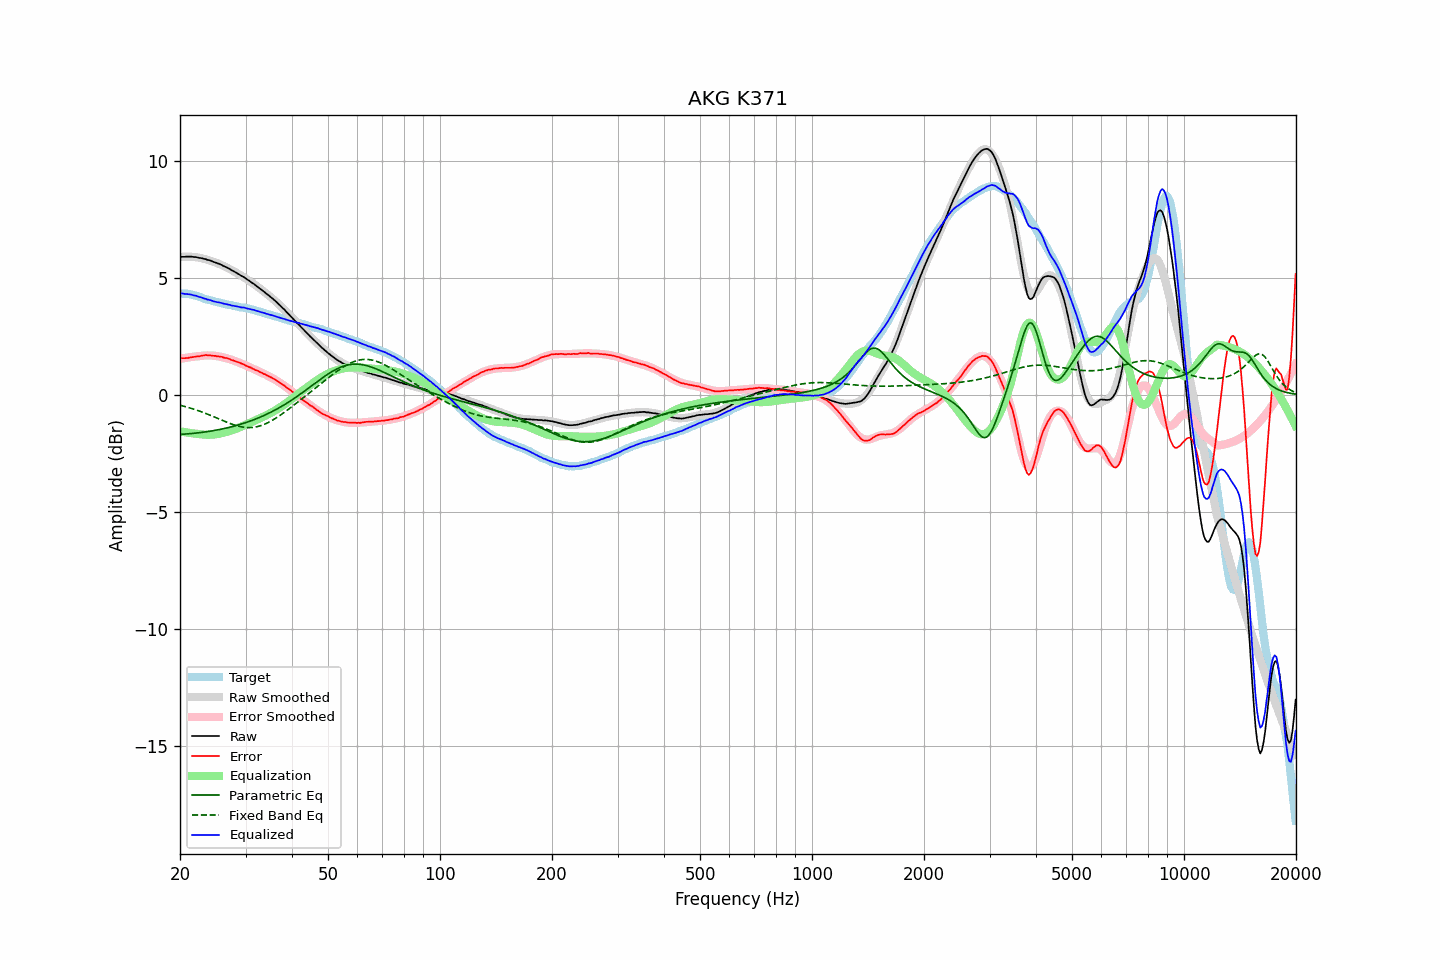 AKG K371
Amplitude (dBr)
10
5
0
−5
−10
−15
Target
Raw Smoothed
Error Smoothed
Raw
Error
Equalization
Parametric Eq
Fixed Band Eq
Equalized
20 50 100 200 500 1000 2000 5000 10000 20000
Frequency (Hz)